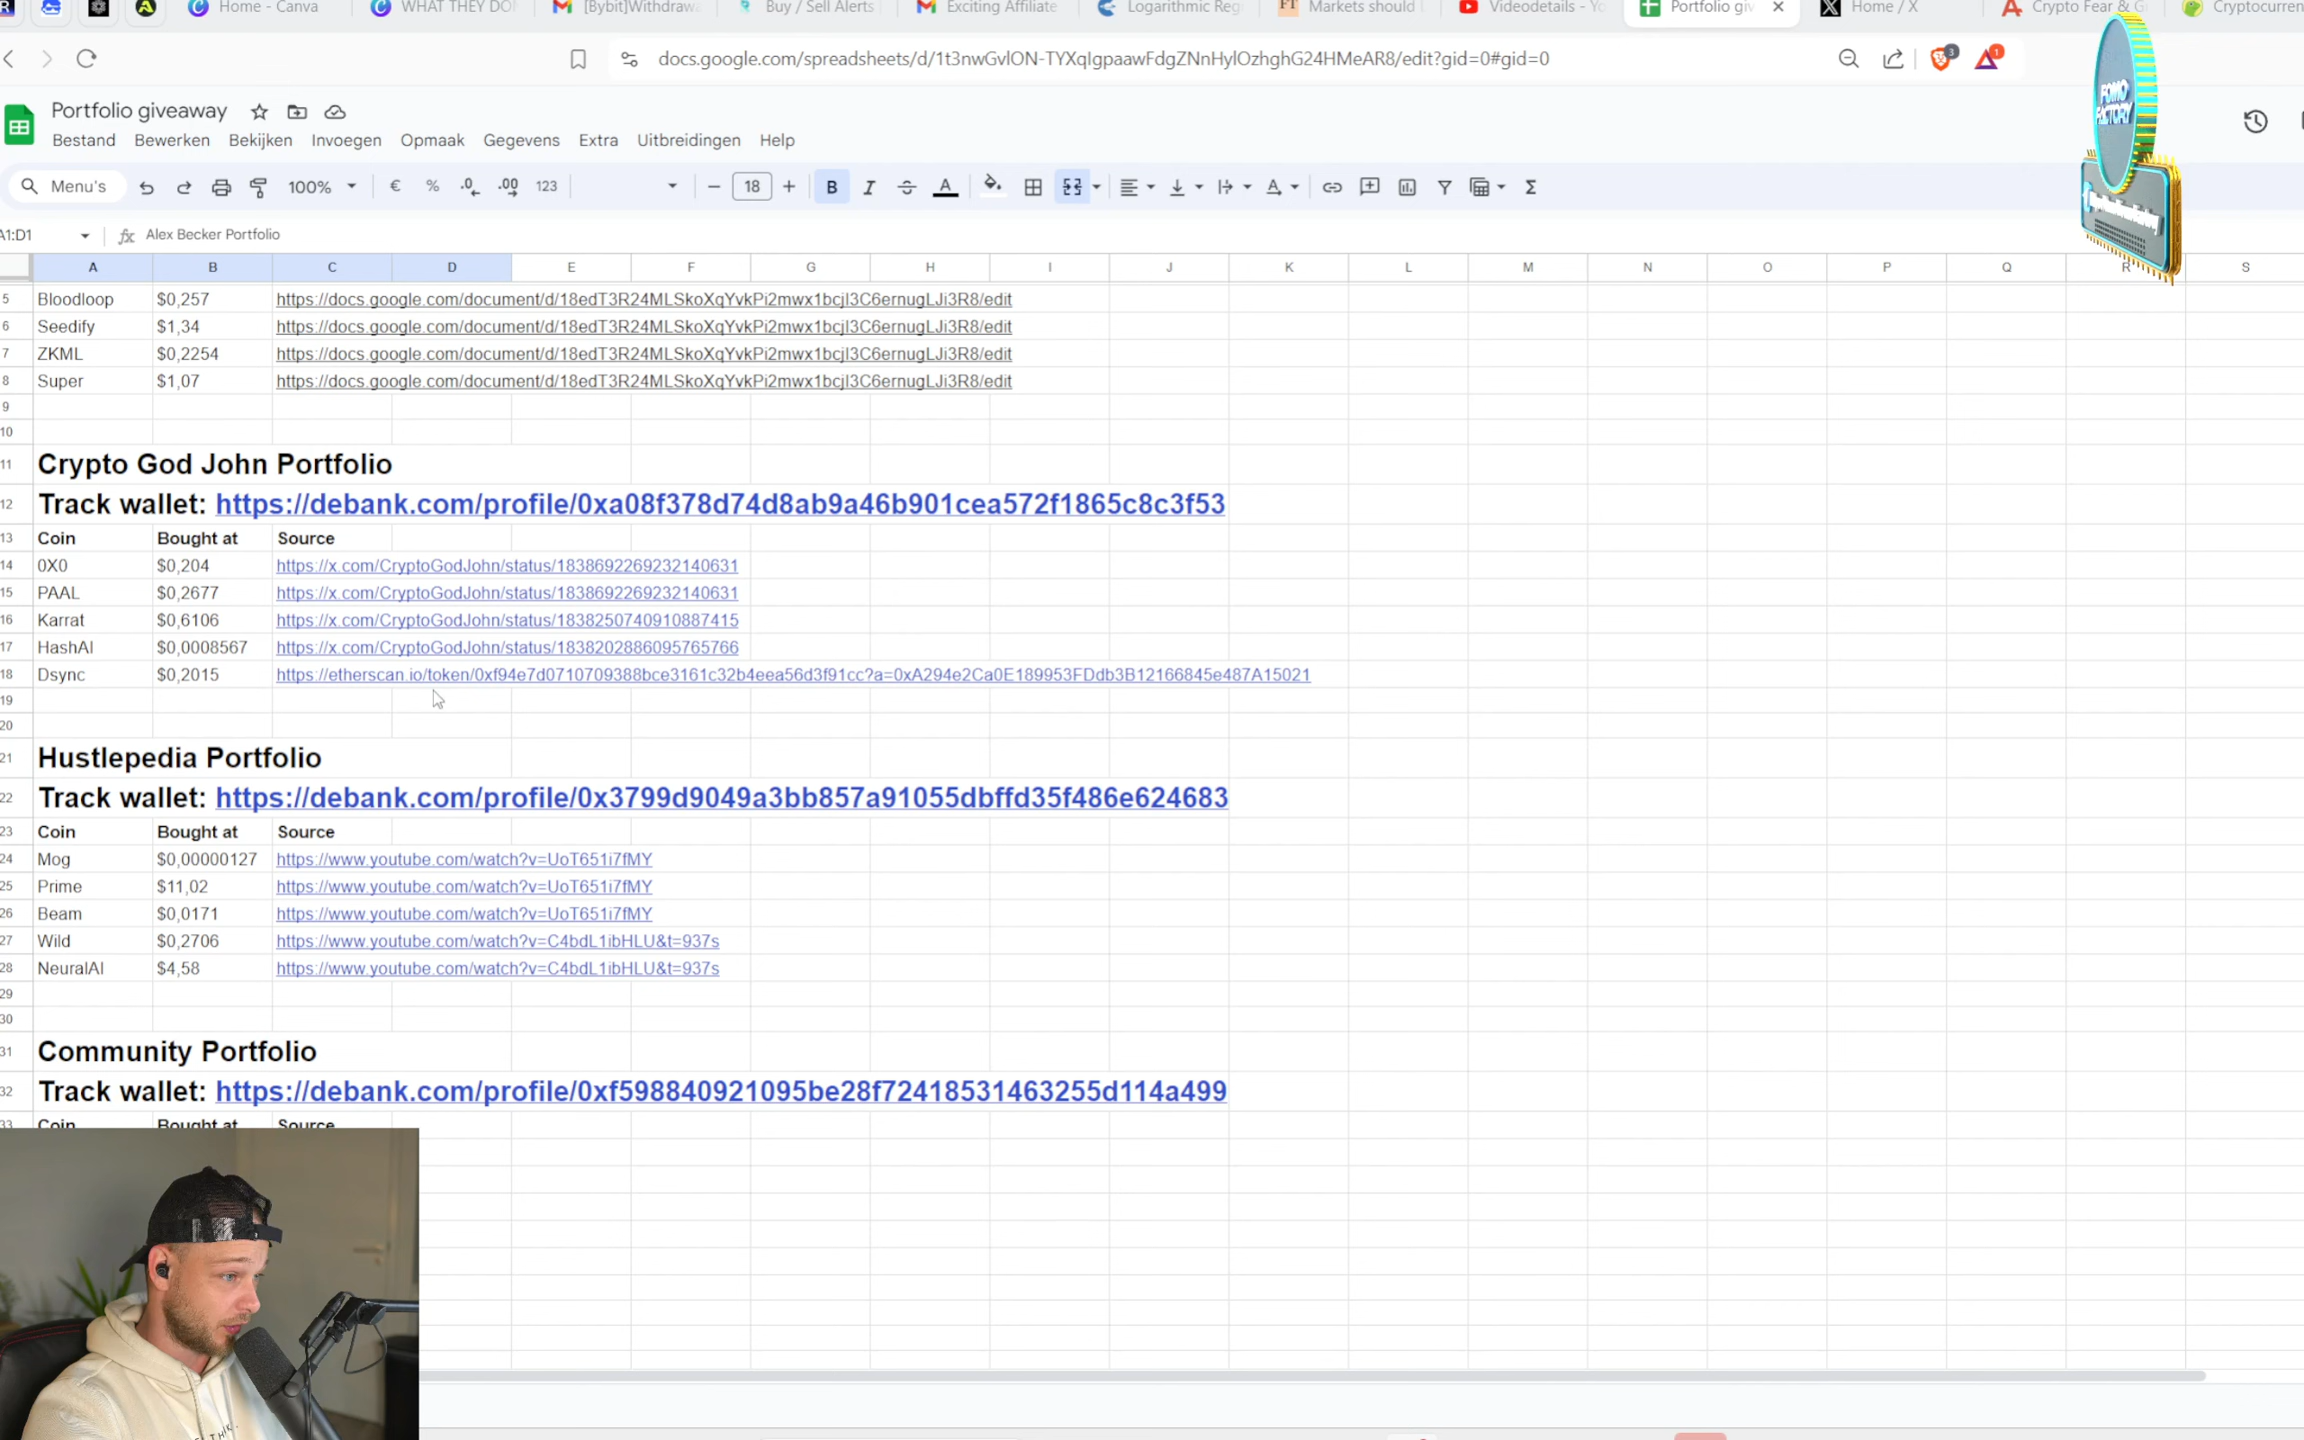 Home - Canva
WHAT THEY DO
[Bybit]Withdrawa
Buy / Sell Alerts
Exciting Affiliate
Logarithmic Reg
Markets should
Videodetails - Yo
Portfolio giv
Home / X
Crypto Fear & G
Cryptocurren
docs.google.com/spreadsheets/d/1t3nwGvlON-TYXqIgpaawFdgZNnHylOzhghG24HMeAR8/edit?gid=0#gid=0
3
1
FOMO FACTORY
Portfolio giveaway
Bestand Bewerken Bekijken Invoegen Opmaak Gegevens Extra Uitbreidingen Help
Menu's 100% € % .0 .00 123 18 B I A Σ
A1:D1 fx Alex Becker Portfolio
A B C D E F G H I J K L M N O P Q R S
5 Bloodloop $0,257 https://docs.google.com/document/d/18edT3R24MLSkoXqYvkPi2mwx1bcjI3C6ernugLJi3R8/edit
6 Seedify $1,34 https://docs.google.com/document/d/18edT3R24MLSkoXqYvkPi2mwx1bcjI3C6ernugLJi3R8/edit
7 ZKML $0,2254 https://docs.google.com/document/d/18edT3R24MLSkoXqYvkPi2mwx1bcjI3C6ernugLJi3R8/edit
8 Super $1,07 https://docs.google.com/document/d/18edT3R24MLSkoXqYvkPi2mwx1bcjI3C6ernugLJi3R8/edit
9
10
11 Crypto God John Portfolio
12 Track wallet: https://debank.com/profile/0xa08f378d74d8ab9a46b901cea572f1865c8c3f53
13 Coin Bought at Source
14 0X0 $0,204 https://x.com/CryptoGodJohn/status/1838692269232140631
15 PAAL $0,2677 https://x.com/CryptoGodJohn/status/1838692269232140631
16 Karrat $0,6106 https://x.com/CryptoGodJohn/status/1838250740910887415
17 HashAI $0,0008567 https://x.com/CryptoGodJohn/status/1838202886095765766
18 Dsync $0,2015 https://etherscan.io/token/0xf94e7d0710709388bce3161c32b4eea56d3f91cc?a=0xA294e2Ca0E189953FDdb3B12166845e487A15021
19
20
21 Hustlepedia Portfolio
22 Track wallet: https://debank.com/profile/0x3799d9049a3bb857a91055dbffd35f486e624683
23 Coin Bought at Source
24 Mog $0,00000127 https://www.youtube.com/watch?v=UoT651i7fMY
25 Prime $11,02 https://www.youtube.com/watch?v=UoT651i7fMY
26 Beam $0,0171 https://www.youtube.com/watch?v=UoT651i7fMY
27 Wild $0,2706 https://www.youtube.com/watch?v=C4bdL1ibHLU&t=937s
28 NeuralAI $4,58 https://www.youtube.com/watch?v=C4bdL1ibHLU&t=937s
29
30
31 Community Portfolio
32 Track wallet: https://debank.com/profile/0xf598840921095be28f72418531463255d114a499
33 Coin Bought at Source